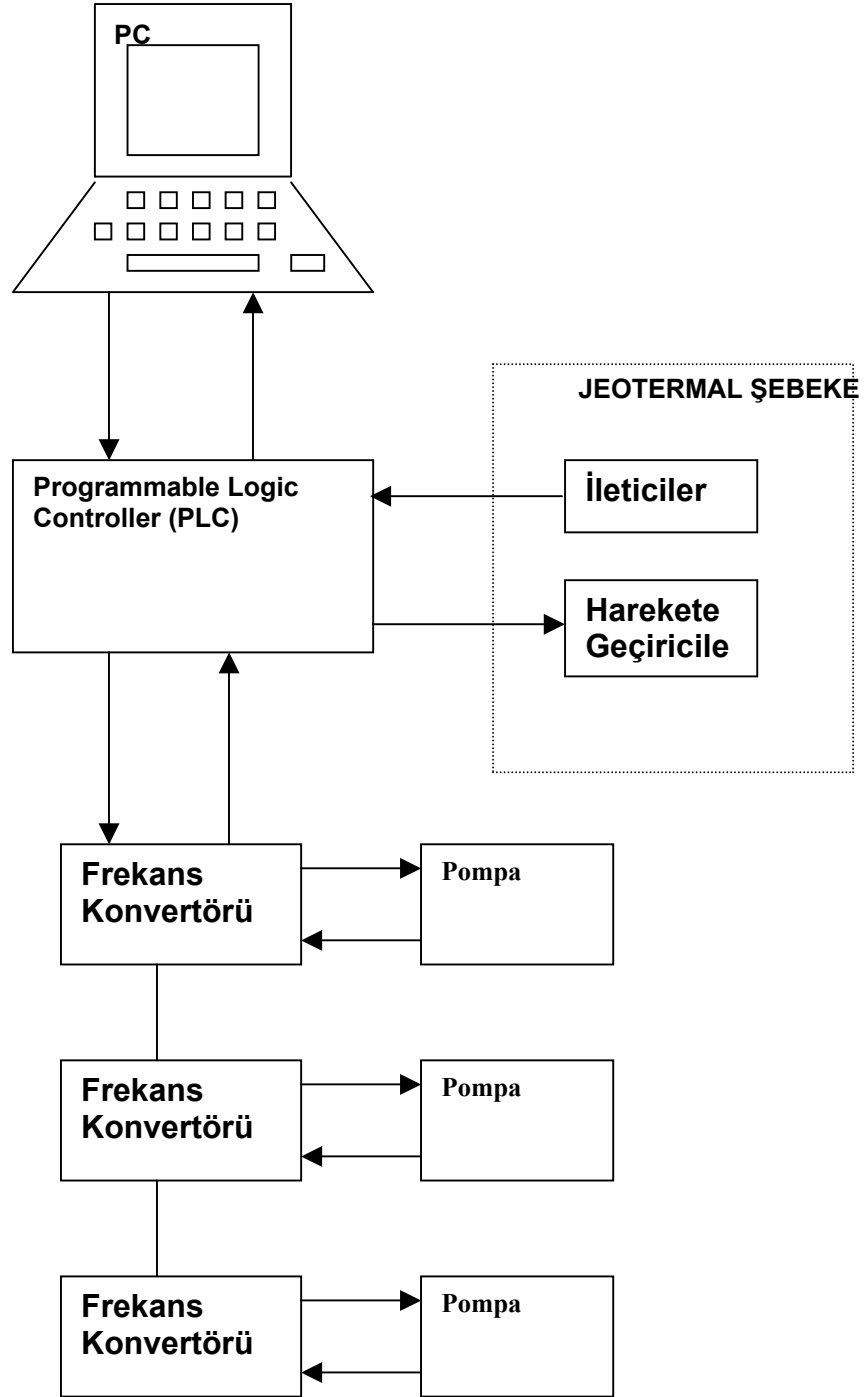 PC
JEOTERMAL ŞEBEKE
Programmable Logic
Controller (PLC)
İleticiler
Harekete
Geçiricile
Frekans
Konvertörü
Pompa
Frekans
Konvertörü
Pompa
Frekans
Konvertörü
Pompa